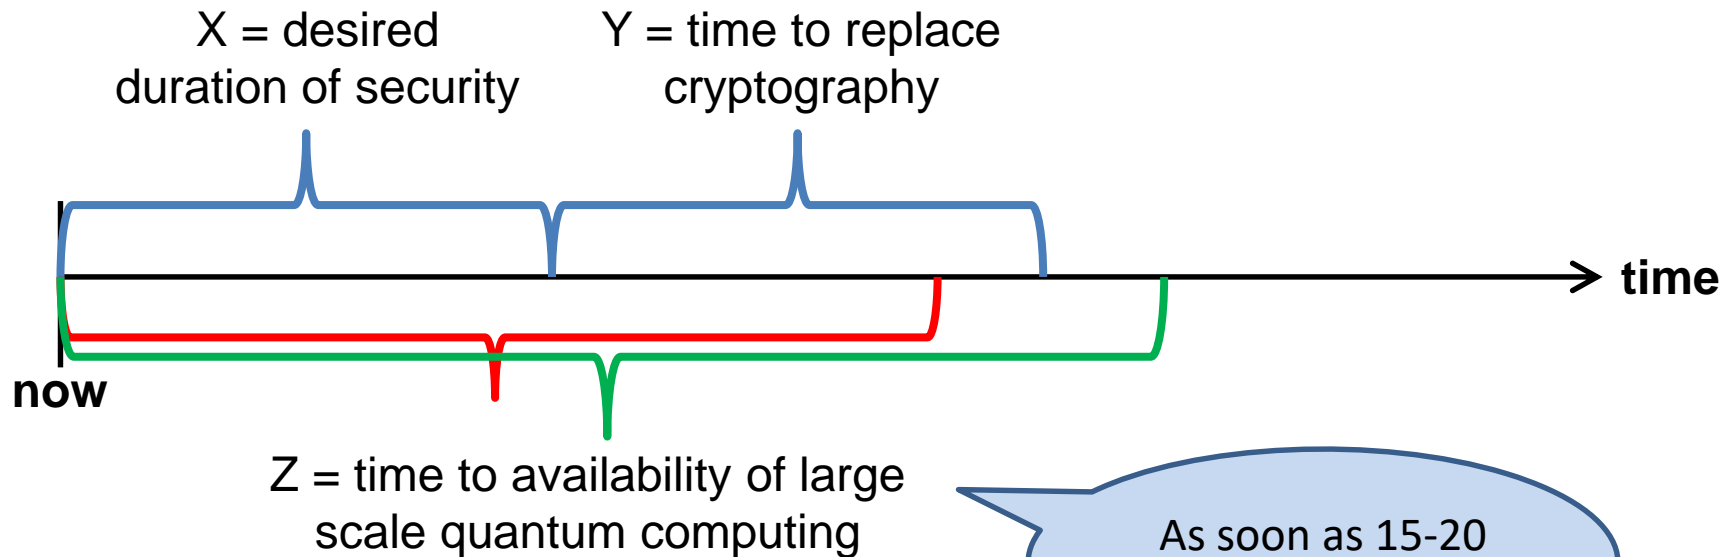 X = desired
duration of security
Y = time to replace
cryptography
time
now
Z = time to availability of large
scale quantum computing
As soon as 15-20